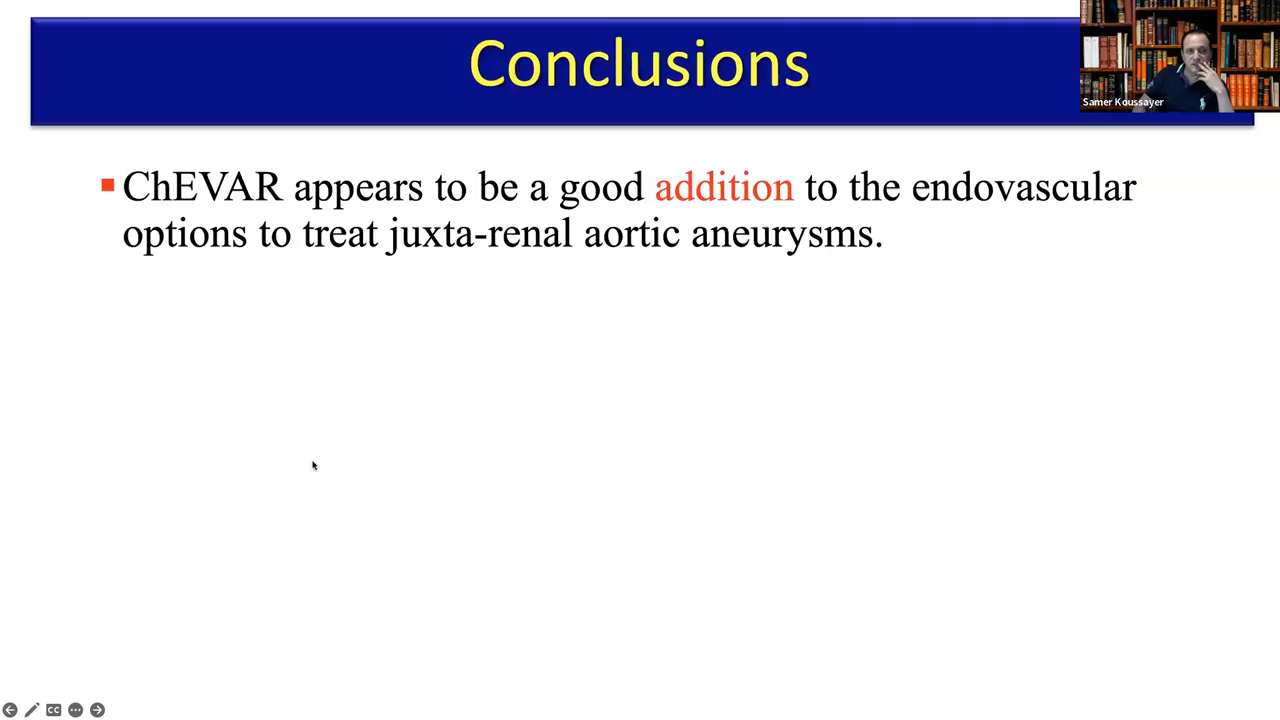 Conclusions
Samer Koussayer
ChEVAR appears to be a good addition to the endovascular
options to treat juxta-renal aortic aneurysms.
CC